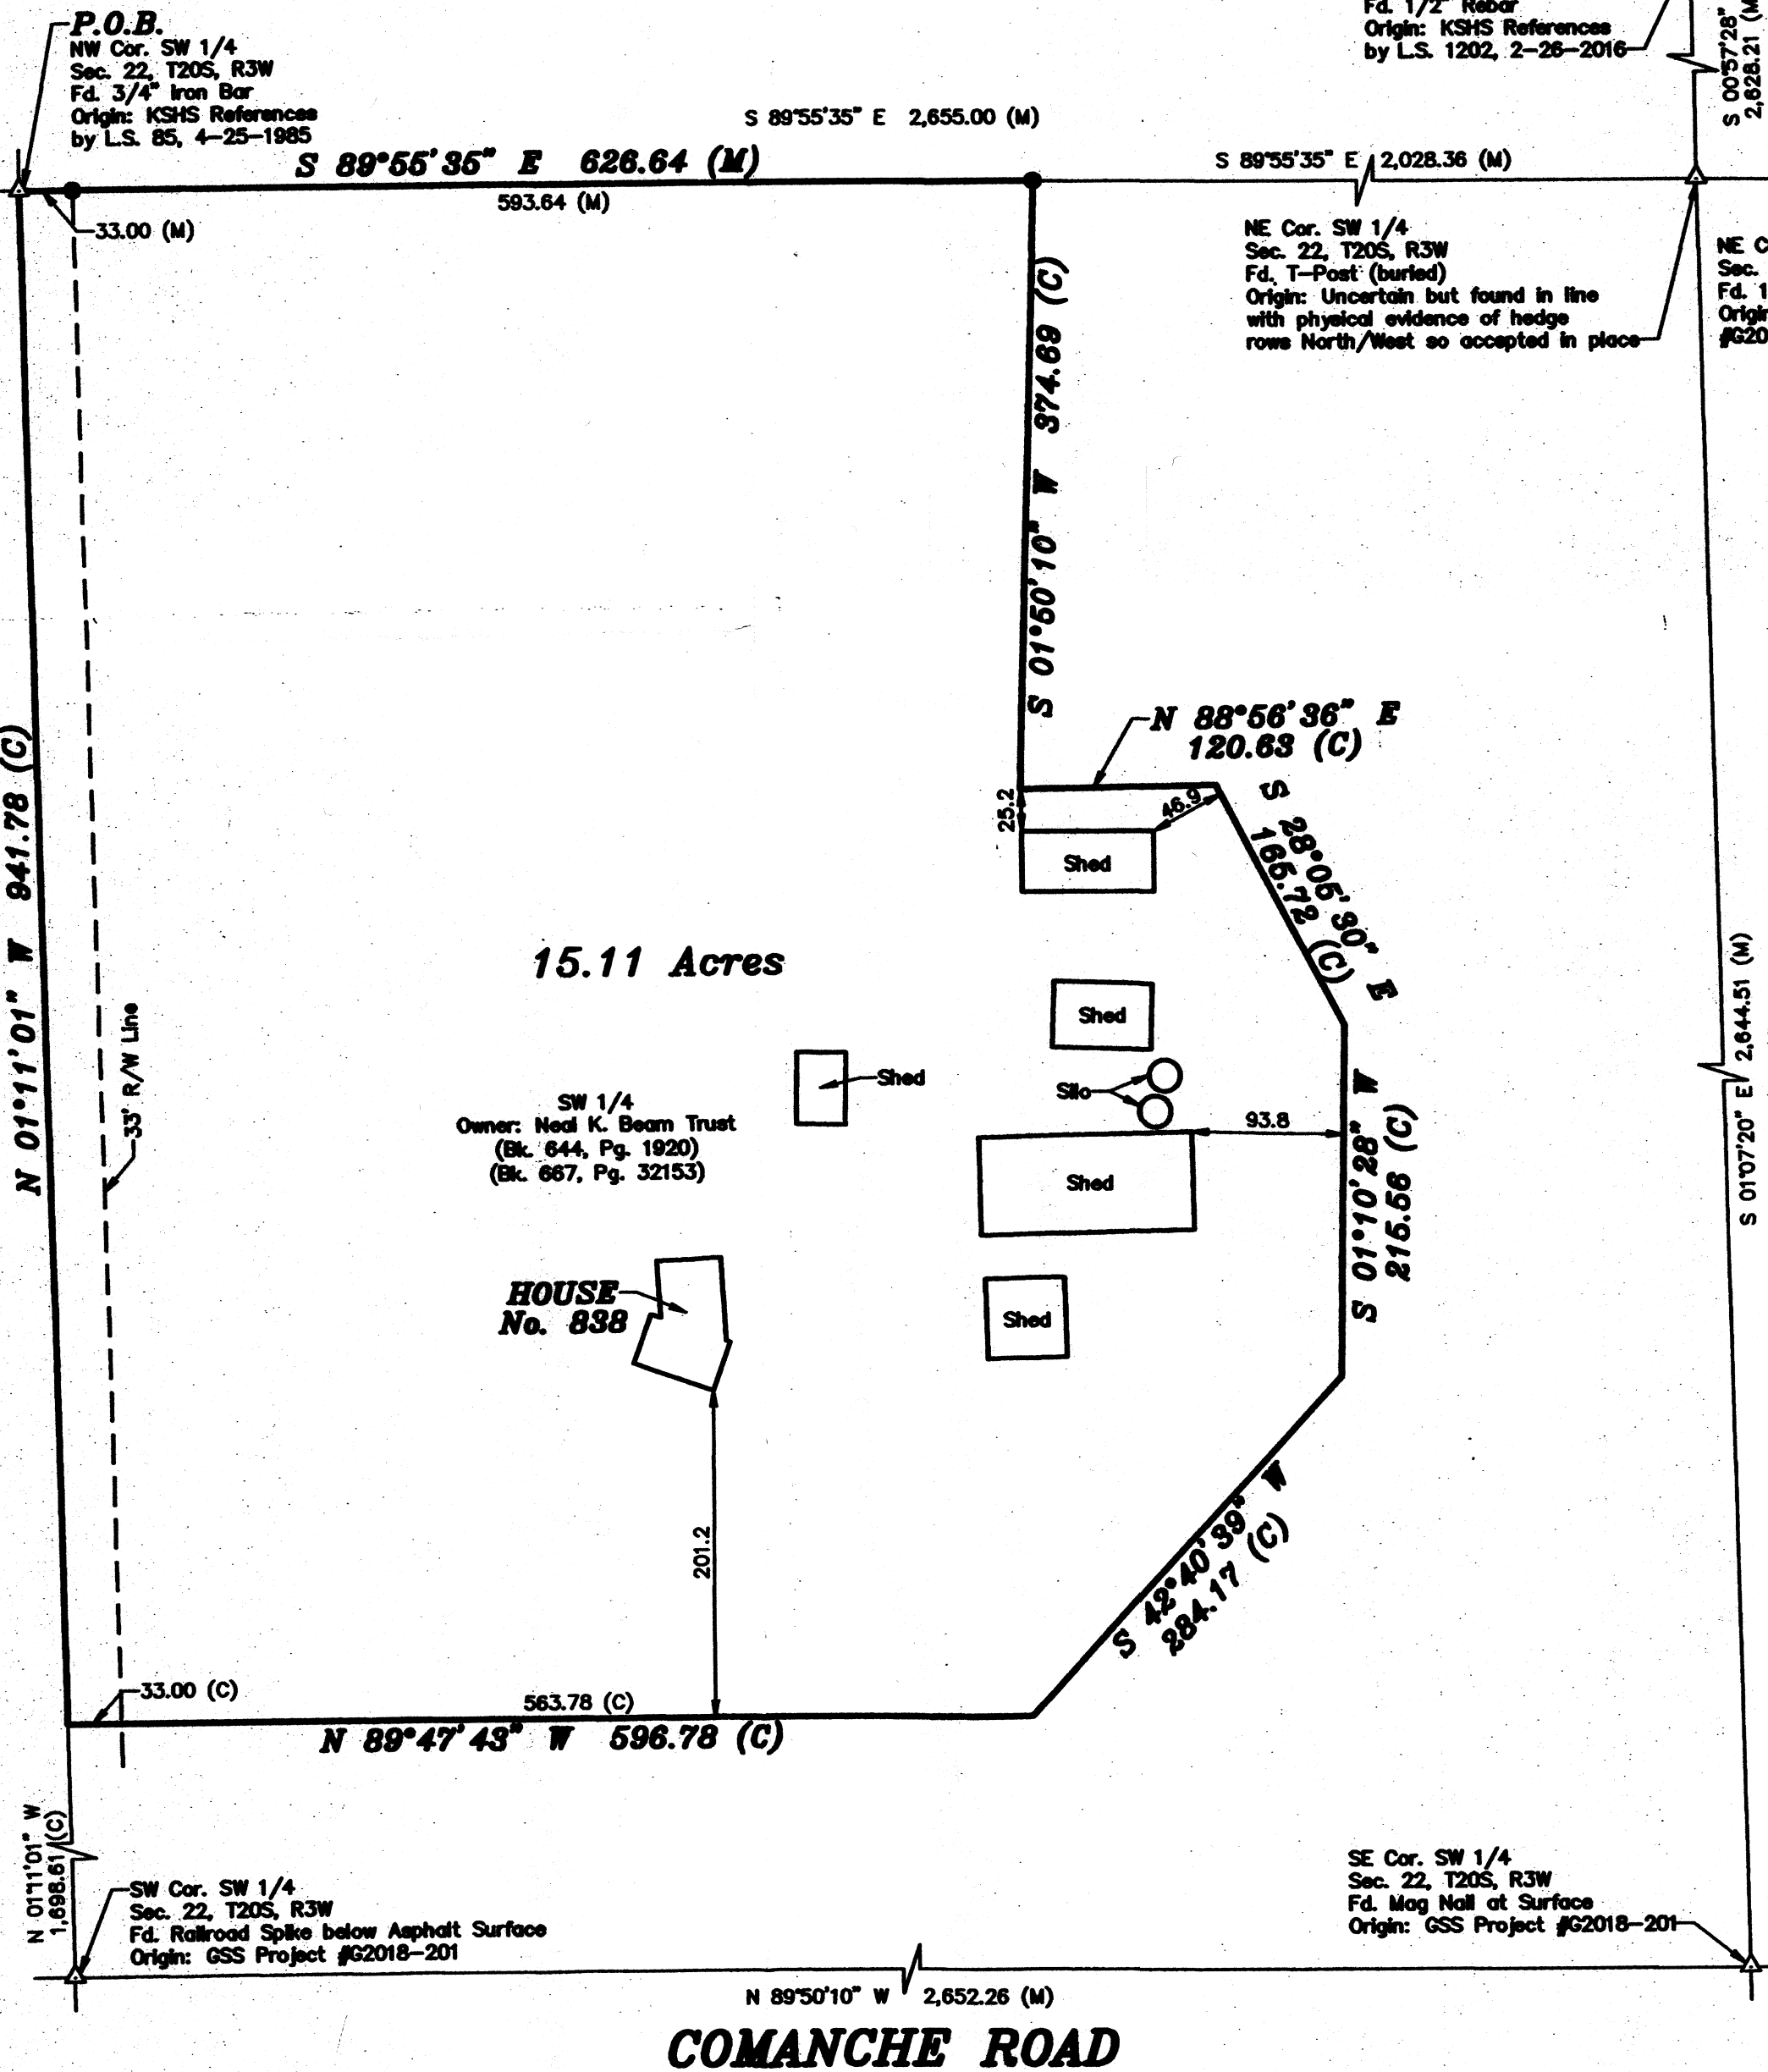 P.O.B.
NW Cor. SW 1/4
Sec. 22, T20S, R3W
Fd. 3/4" Iron Bar
Origin: KSHS References
by L.S. 85, 4-25-1985
Fd. 1/2" Rebar
Origin: KSHS References
by L.S. 1202, 2-26-2016
S 00°57'28"
2,628.21 (M
S 89°55'35" E 2,655.00 (M)
S 89°55'35" E 626.64 (M)
S 89°55'35" E 2,028.36 (M)
593.64 (M)
33.00 (M)
NE Cor. SW 1/4
Sec. 22, T20S, R3W
Fd. T-Post (buried)
Origin: Uncertain but found in line
with physical evidence of hedge
rows North/West so accepted in place
NE C
Sec.
Fd. 1
Origin
#G20
S 01°50'10" W 374.69 (C)
N 88°56'36" E
120.63 (C)
25.2
46.9
Shed
S 28°05'30" E
165.72 (C)
N 01°11'01" W 941.78 (C)
15.11 Acres
33' R/W Line
Shed
Shed
Silo
SW 1/4
Owner: Neal K. Beam Trust
(Bk. 644, Pg. 1920)
(Bk. 667, Pg. 32153)
93.8
Shed
S 01°10'28" W
215.56 (C)
S 01°07'20" E 2,644.51 (M)
HOUSE
No. 838
Shed
201.2
S 42°40'39" W
284.17 (C)
33.00 (C)
563.78 (C)
N 89°47'43" W 596.78 (C)
N 01°11'01" W
1,698.61 (C)
SW Cor. SW 1/4
Sec. 22, T20S, R3W
Fd. Railroad Spike below Asphalt Surface
Origin: GSS Project #G2018-201
SE Cor. SW 1/4
Sec. 22, T20S, R3W
Fd. Mag Nail at Surface
Origin: GSS Project #G2018-201
N 89°50'10" W 2,652.26 (M)
COMANCHE ROAD